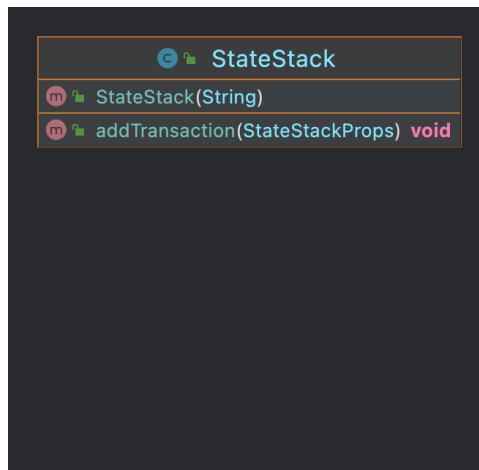 C StateStack
m StateStack(String)
m addTransaction(StateStackProps) void